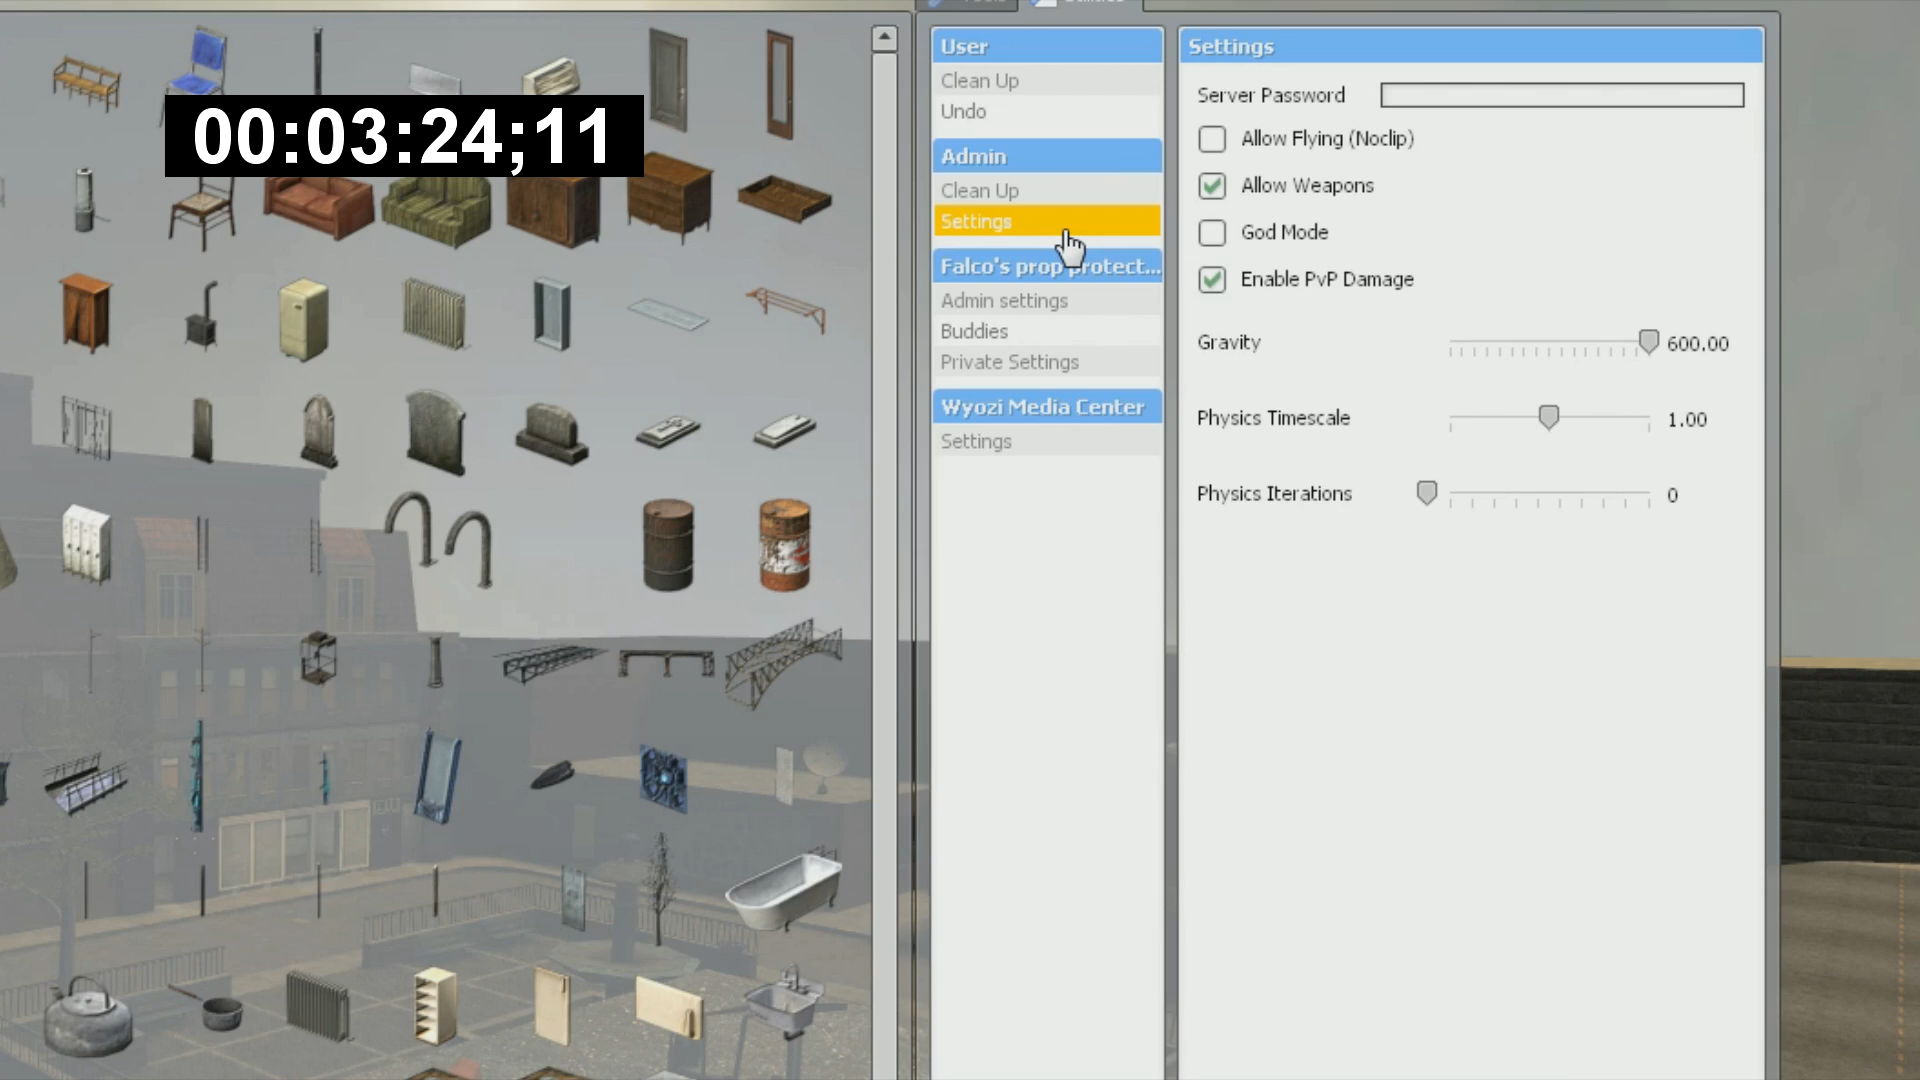 00:03:24;11
User
Clean Up
Undo
Admin
Clean Up
Settings
Falco's prop protect...
Admin settings
Buddies
Private Settings
Wyozi Media Center
Settings
Settings
Server Password
Allow Flying (Noclip)
Allow Weapons
God Mode
Enable PvP Damage
Gravity 600.00
Physics Timescale 1.00
Physics Iterations 0